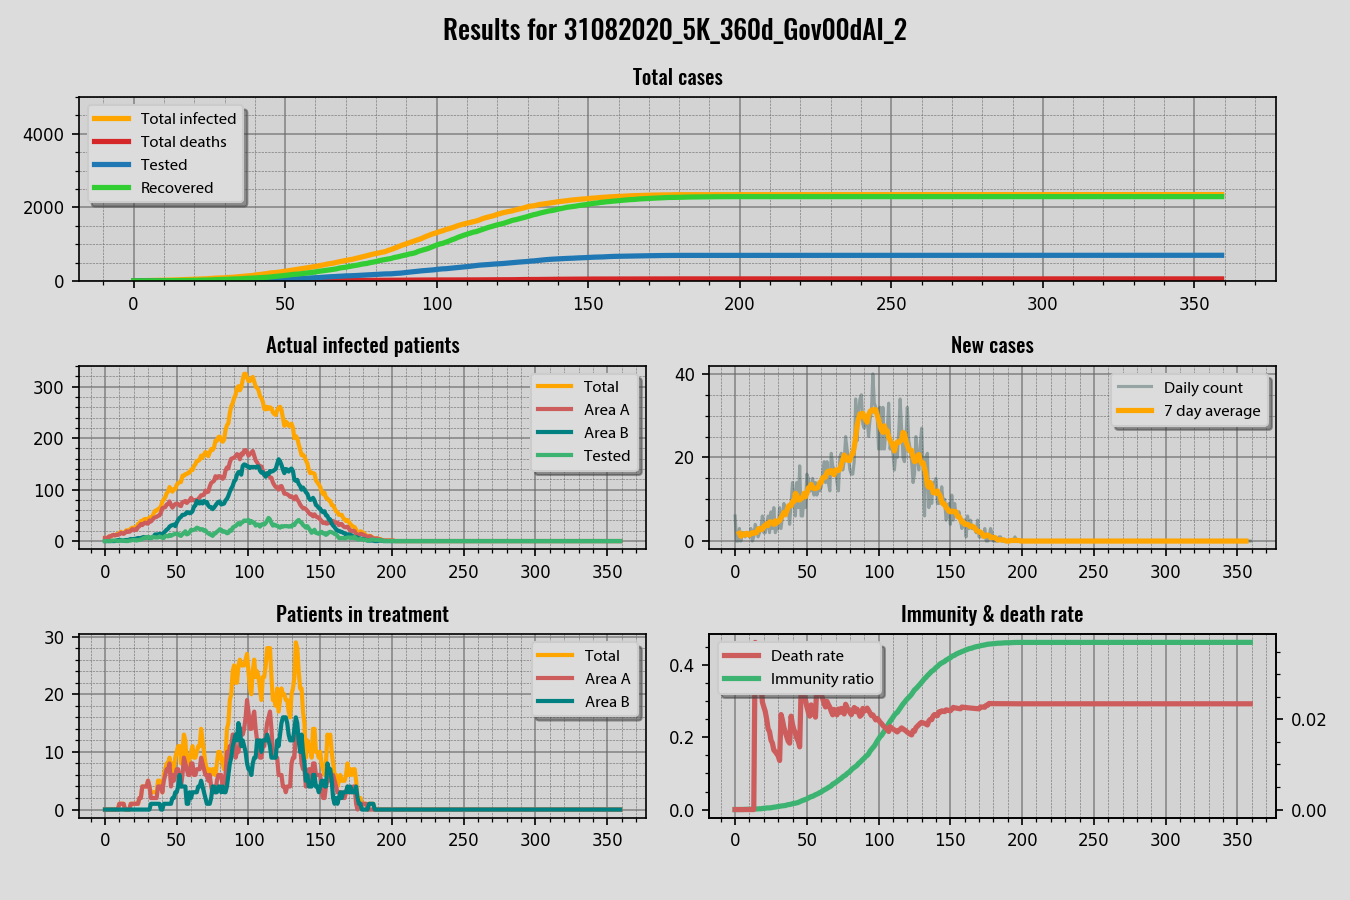 Results for 31082020_5K_360d_Gov00dAI_2
Total cases
Total infected
Total deaths
Tested
Recovered
4000
2000
0
0 50 100 150 200 250 300 350
Actual infected patients
Total
Area A
Area B
Tested
300
200
100
0
0 50 100 150 200 250 300 350
New cases
Daily count
7 day average
40
20
0
0 50 100 150 200 250 300 350
Patients in treatment
Total
Area A
Area B
30
20
10
0
0 50 100 150 200 250 300 350
Immunity & death rate
Death rate
Immunity ratio
0.4
0.2
0.0
0.02
0.00
0 50 100 150 200 250 300 350